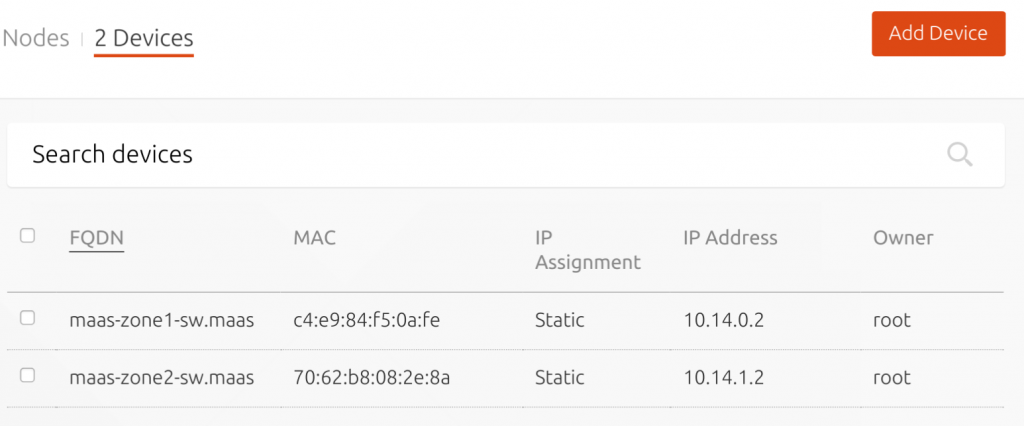 Nodes 2 Devices Add Device
Search devices
FQDN MAC IP Assignment IP Address Owner
maas-zone1-sw.maas c4:e9:84:f5:0a:fe Static 10.14.0.2 root
maas-zone2-sw.maas 70:62:b8:08:2e:8a Static 10.14.1.2 root